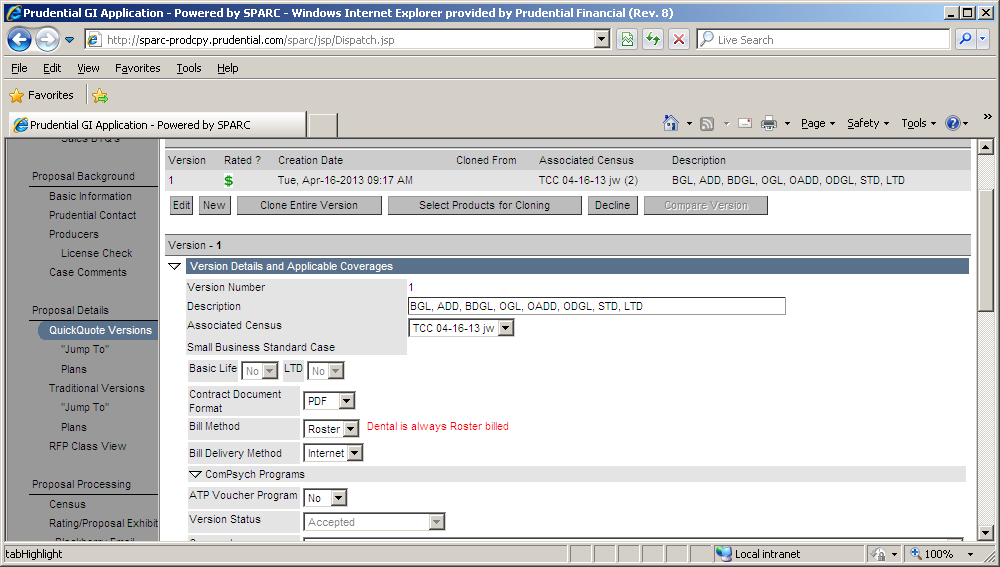 Prudential GI Application - Powered by SPARC - Windows Internet Explorer provided by Prudential Financial (Rev. 8)
http://sparc-prodcpy.prudential.com/sparc/jsp/Dispatch.jsp
Live Search
File Edit View Favorites Tools Help
Favorites
Prudential GI Application - Powered by SPARC
Page Safety Tools
Version Rated ? Creation Date Cloned From Associated Census Description
1 $ Tue, Apr-16-2013 09:17 AM TCC 04-16-13 jw (2) BGL, ADD, BDGL, OGL, OADD, ODGL, STD, LTD
Edit New Clone Entire Version Select Products for Cloning Decline Compare Version
Proposal Background
Basic Information
Prudential Contact
Producers
License Check
Case Comments
Proposal Details
QuickQuote Versions
"Jump To"
Plans
Traditional Versions
"Jump To"
Plans
RFP Class View
Proposal Processing
Census
Rating/Proposal Exhibit
Version - 1
Version Details and Applicable Coverages
Version Number 1
Description BGL, ADD, BDGL, OGL, OADD, ODGL, STD, LTD
Associated Census TCC 04-16-13 jw
Small Business Standard Case
Basic Life No LTD No
Contract Document
Format PDF
Bill Method Roster Dental is always Roster billed
Bill Delivery Method Internet
ComPsych Programs
ATP Voucher Program No
Version Status Accepted
tabHighlight Local intranet 100%